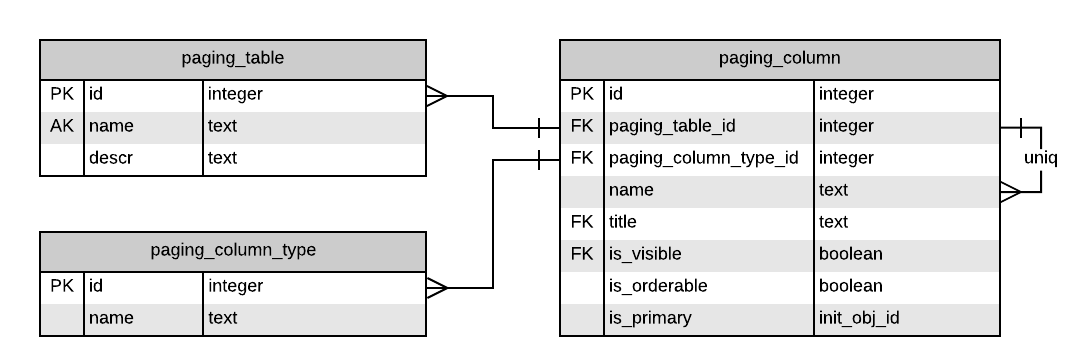 paging_table
PK id integer
AK name text
descr text
paging_column_type
PK id integer
name text
paging_column
PK id integer
FK paging_table_id integer
FK paging_column_type_id integer
name text
FK title text
FK is_visible boolean
is_orderable boolean
is_primary init_obj_id
uniq